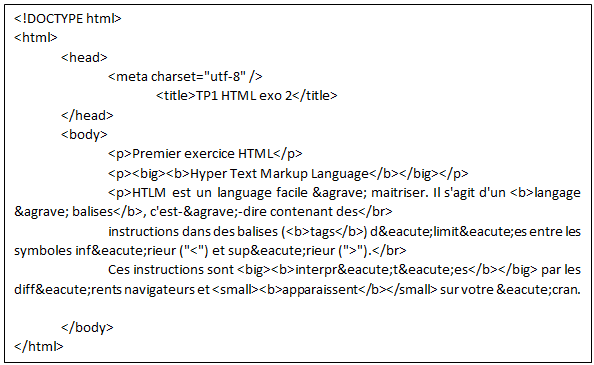 <!DOCTYPE html>
<html>
<head>
<meta charset="utf-8" />
<title>TP1 HTML exo 2</title>
</head>
<body>
<p>Premier exercice HTML</p>
<p><big><b>Hyper Text Markup Language</b></big></p>
<p>HTLM est un language facile &agrave; maitriser. Il s'agit d'un <b>langage
&agrave; balises</b>, c'est-&agrave;-dire contenant des</br>
instructions dans des balises (<b>tags</b>) d&eacute;limit&eacute;es entre les
symboles inf&eacute;rieur ("<") et sup&eacute;rieur (">").</br>
Ces instructions sont <big><b>interpr&eacute;t&eacute;es</b></big> par les
diff&eacute;rents navigateurs et <small><b>apparaissent</b></small> sur votre &eacute;cran.
</body>
</html>